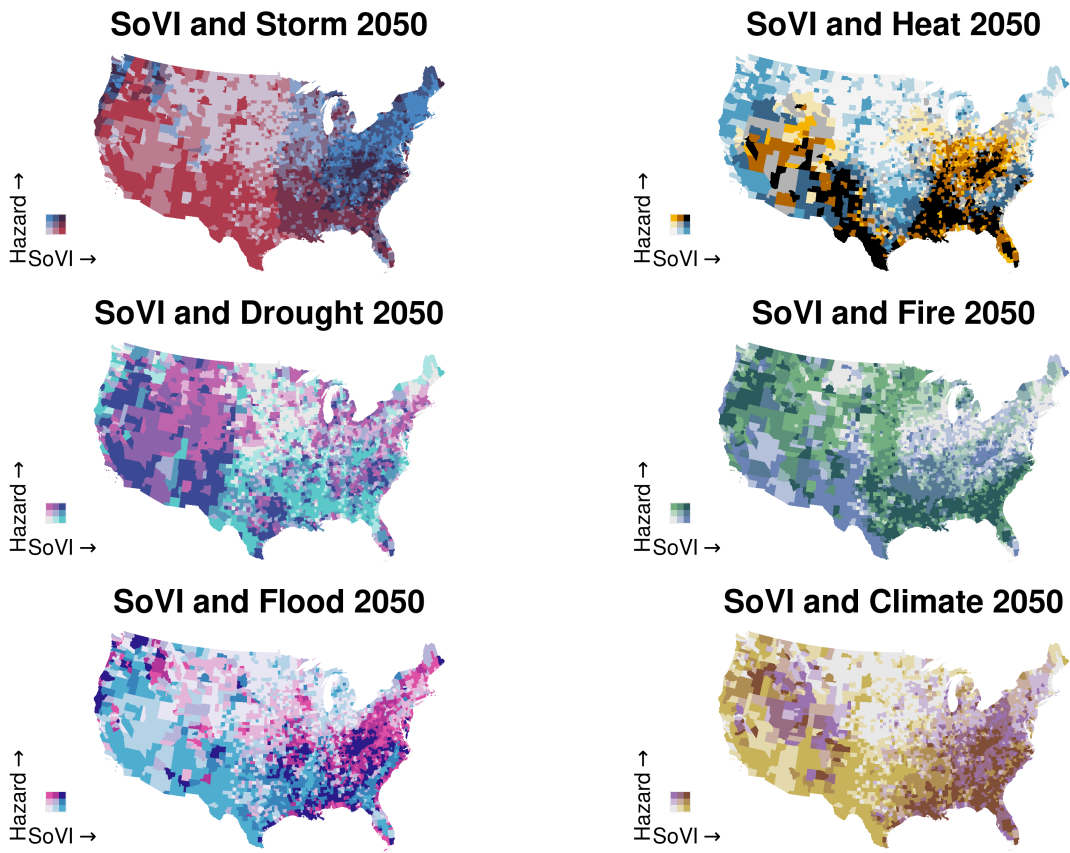 SoVI and Storm 2050
Hazard →
SoVI →
SoVI and Heat 2050
Hazard →
SoVI →
SoVI and Drought 2050
Hazard →
SoVI →
SoVI and Fire 2050
Hazard →
SoVI →
SoVI and Flood 2050
Hazard →
SoVI →
SoVI and Climate 2050
Hazard →
SoVI →